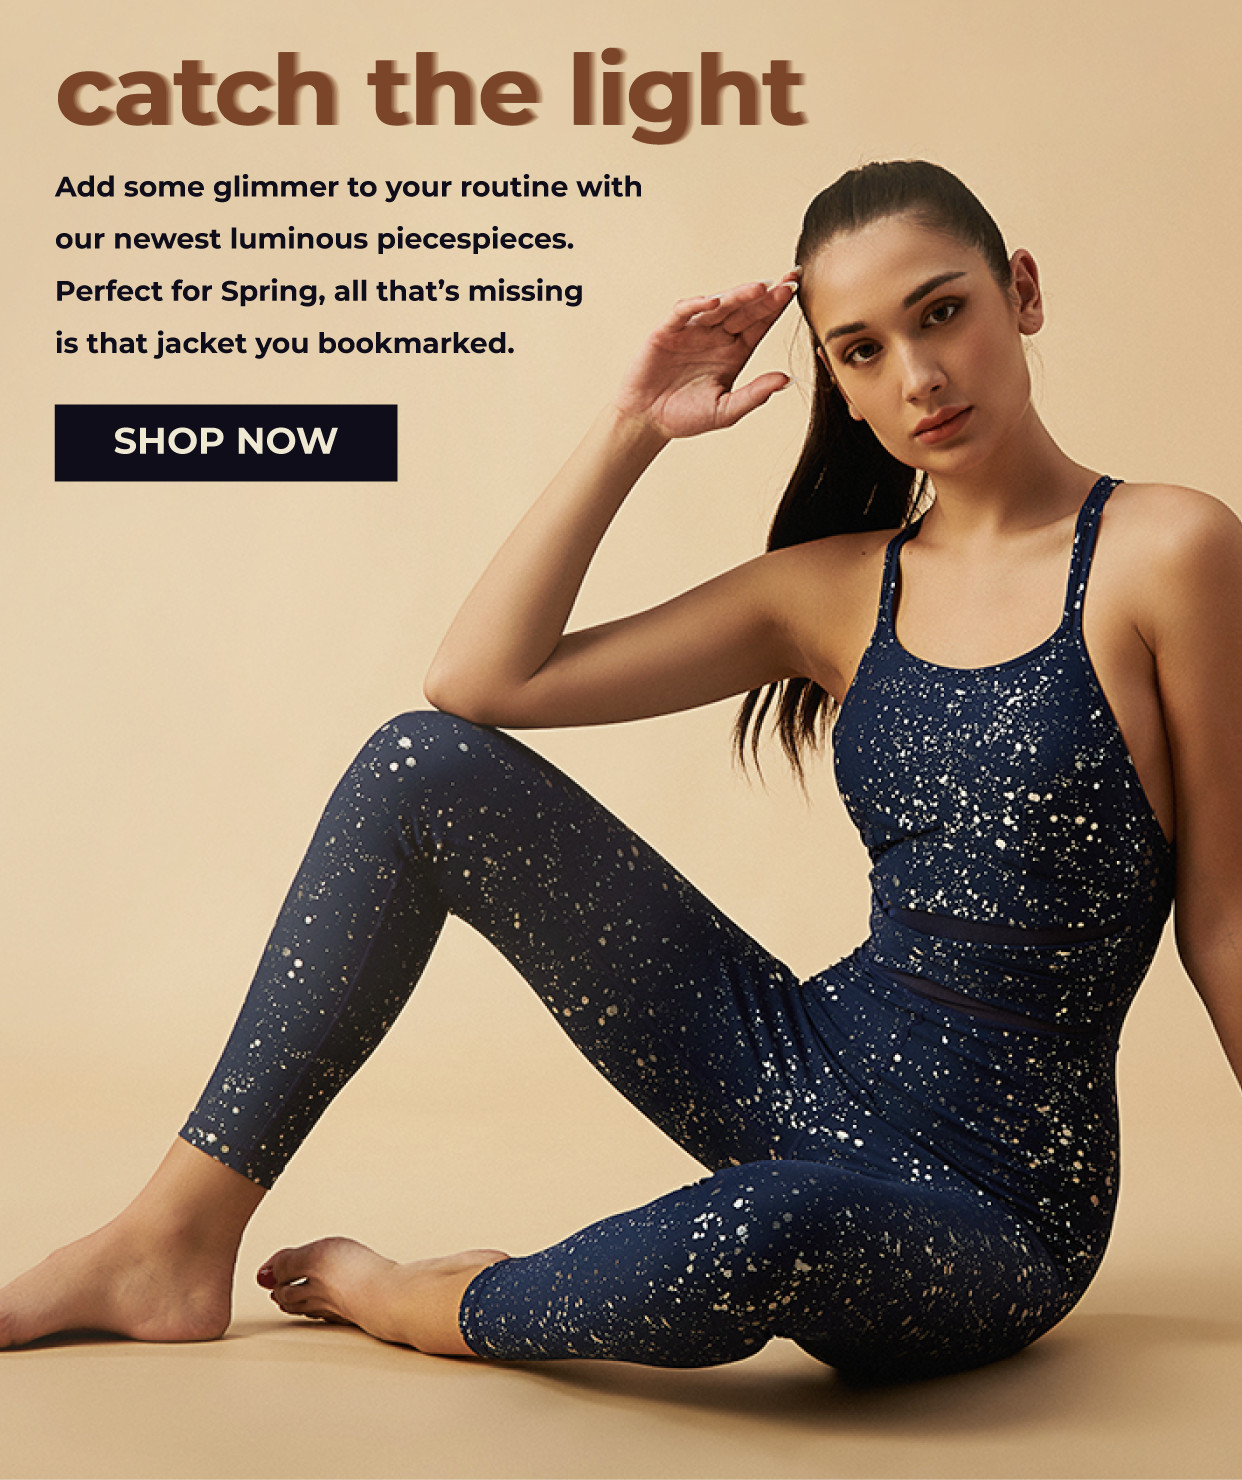 catch the light
Add some glimmer to your routine with
our newest luminous piecespieces.
Perfect for Spring, all that’s missing
is that jacket you bookmarked.
SHOP NOW